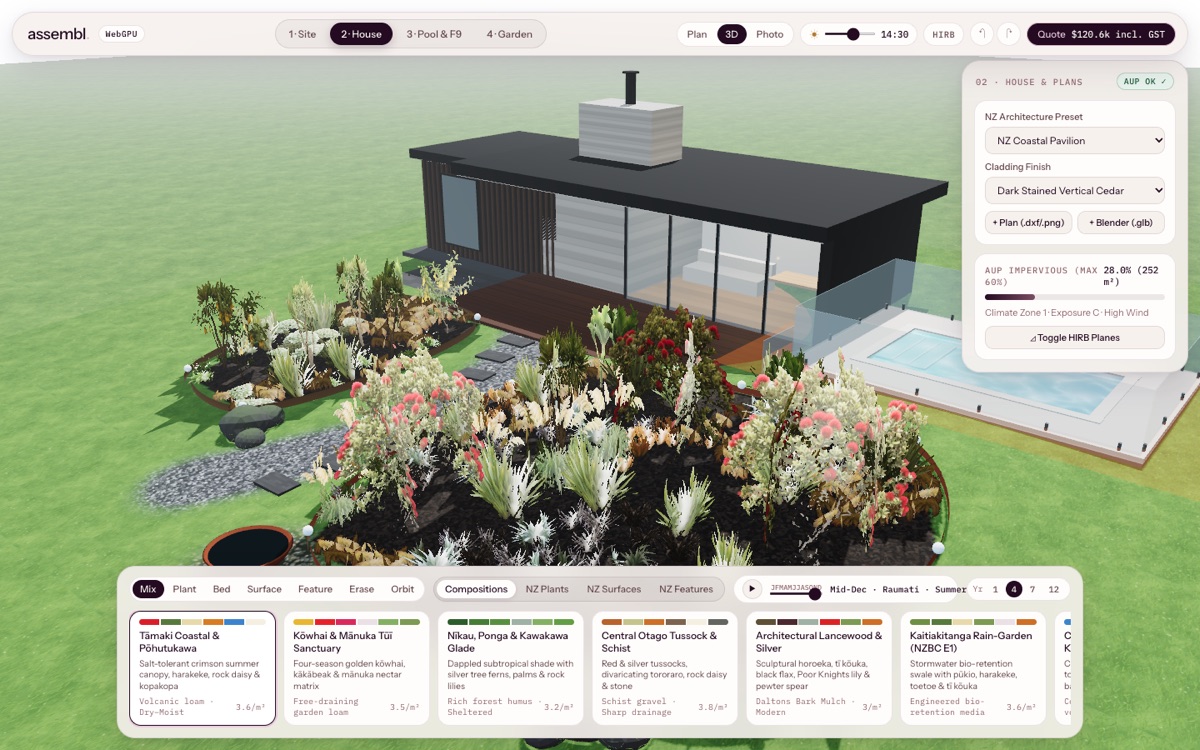 assembl.
WebGPU
1·Site
2·House
3·Pool & F9
4·Garden
Plan
3D
Photo
14:30
HIRB
Quote $120.6k incl. GST
02 · HOUSE & PLANS
AUP OK ✓
NZ Architecture Preset
NZ Coastal Pavilion
Cladding Finish
Dark Stained Vertical Cedar
+ Plan (.dxf/.png)
+ Blender (.glb)
AUP IMPERVIOUS (MAX 60%)
28.0% (252 m²)
Climate Zone 1 · Exposure C · High Wind
⊿ Toggle HIRB Planes
Mix
Plant
Bed
Surface
Feature
Erase
Orbit
Compositions
NZ Plants
NZ Surfaces
NZ Features
JFMAMJJASOND
Mid-Dec · Raumati · Summer
Yr
1
4
7
12
Tāmaki Coastal &
Pōhutukawa
Salt-tolerant crimson summer
canopy, harakeke, rock daisy &
kopakopa
Volcanic loam ·
Dry-Moist
3.6/m²
Kōwhai & Mānuka Tūī
Sanctuary
Four-season golden kōwhai,
kākābeak & mānuka nectar
matrix
Free-draining
garden loam
3.5/m²
Nīkau, Ponga & Kawakawa
Glade
Dappled subtropical shade with
silver tree ferns, palms & rock
lilies
Rich forest humus ·
Sheltered
3.2/m²
Central Otago Tussock &
Schist
Red & silver tussocks,
divaricating tororaro, rock daisy
& stone
Schist gravel ·
Sharp drainage
3.8/m²
Architectural Lancewood &
Silver
Sculptural horoeka, tī kōuka,
black flax, Poor Knights lily &
pewter spear
Daltons Bark Mulch ·
Modern
3/m²
Kaitiakitanga Rain-Garden
(NZBC E1)
Stormwater bio-retention
swale with pūkio, harakeke,
toetoe & tī kōuka
Engineered bio-
retention media
3.6/m²